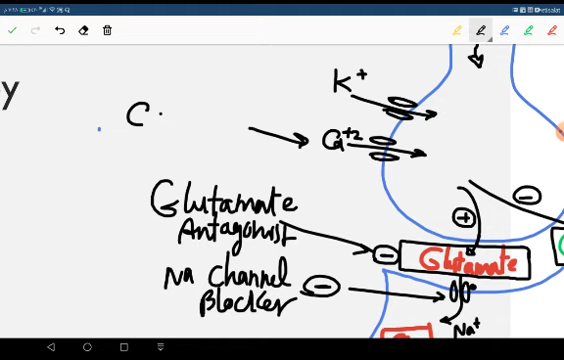 y
K+
C
Ca+2
Glutamate
Antagonist
Glutamate
Na Channel
Blocker
Na+